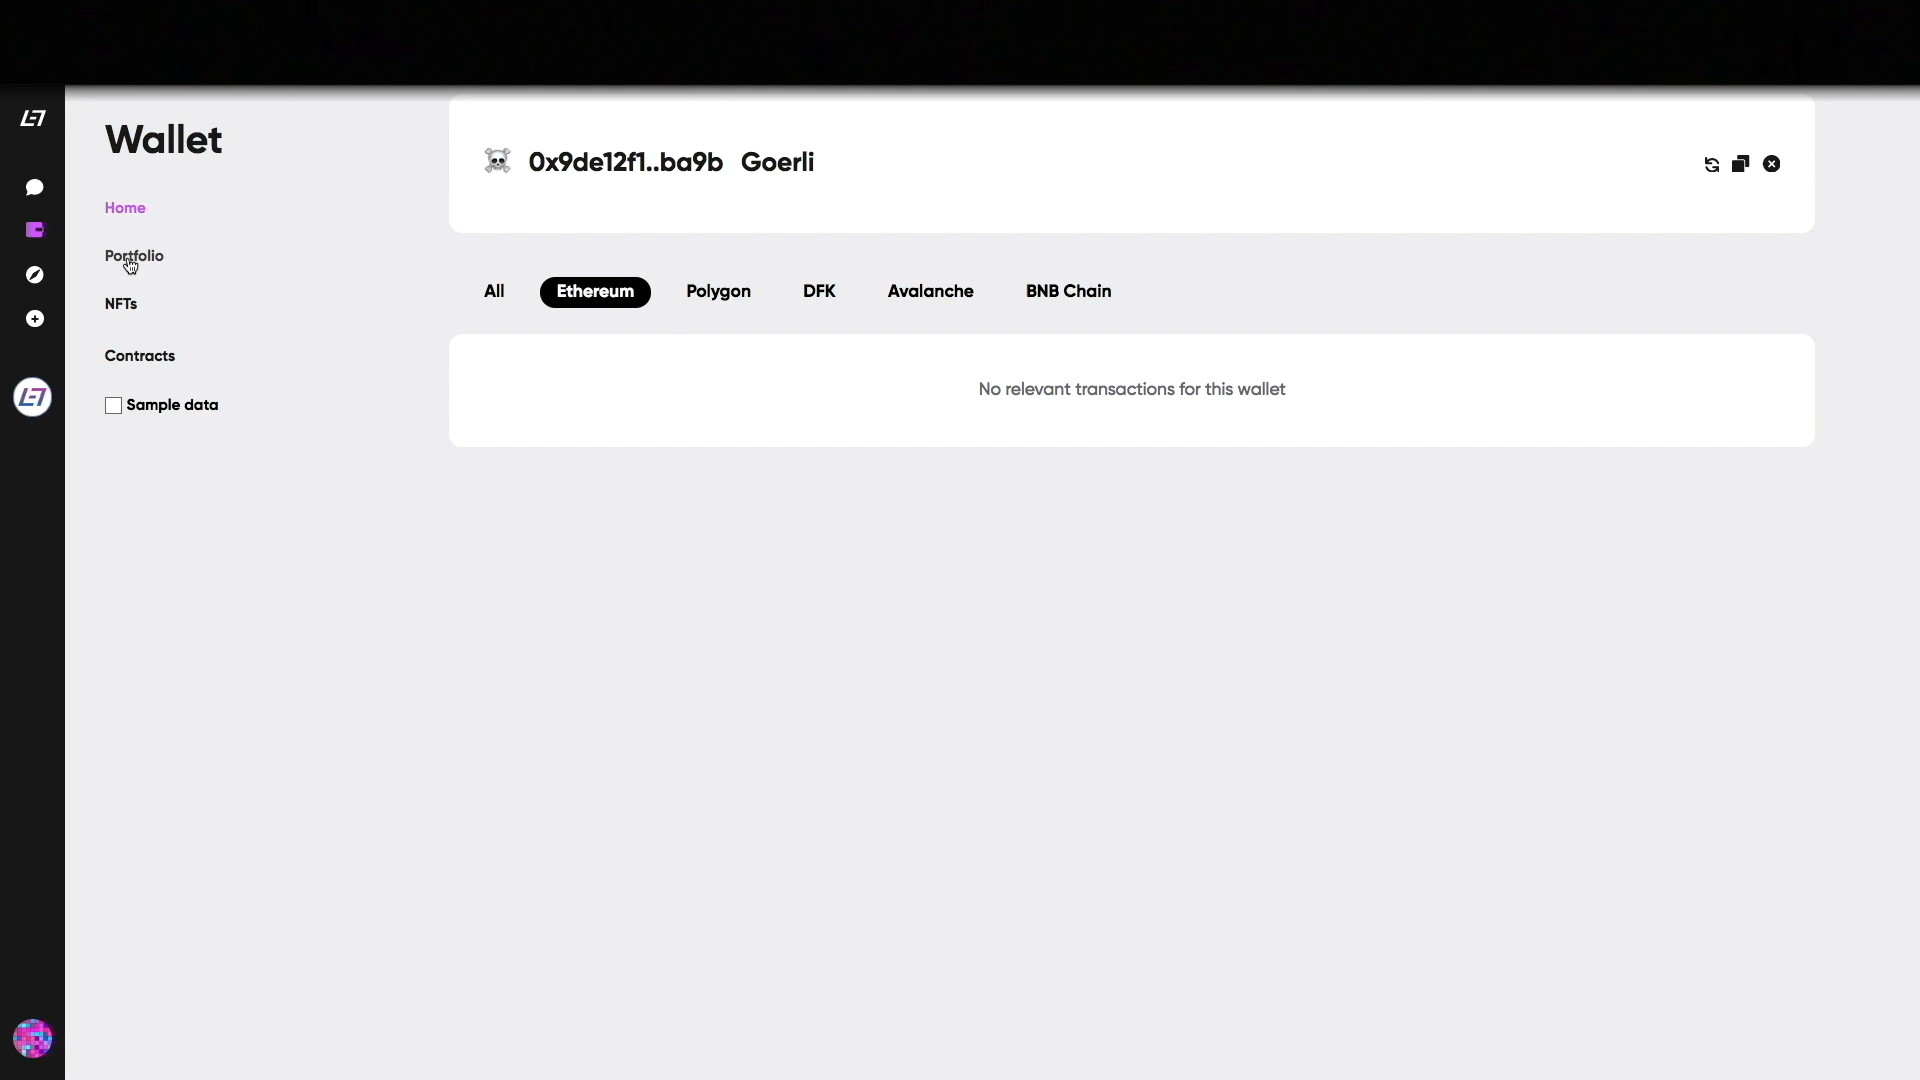 Wallet
Home
Portfolio
NFTs
Contracts
Sample data
0x9de12f1..ba9b Goerli
All Ethereum Polygon DFK Avalanche BNB Chain
No relevant transactions for this wallet